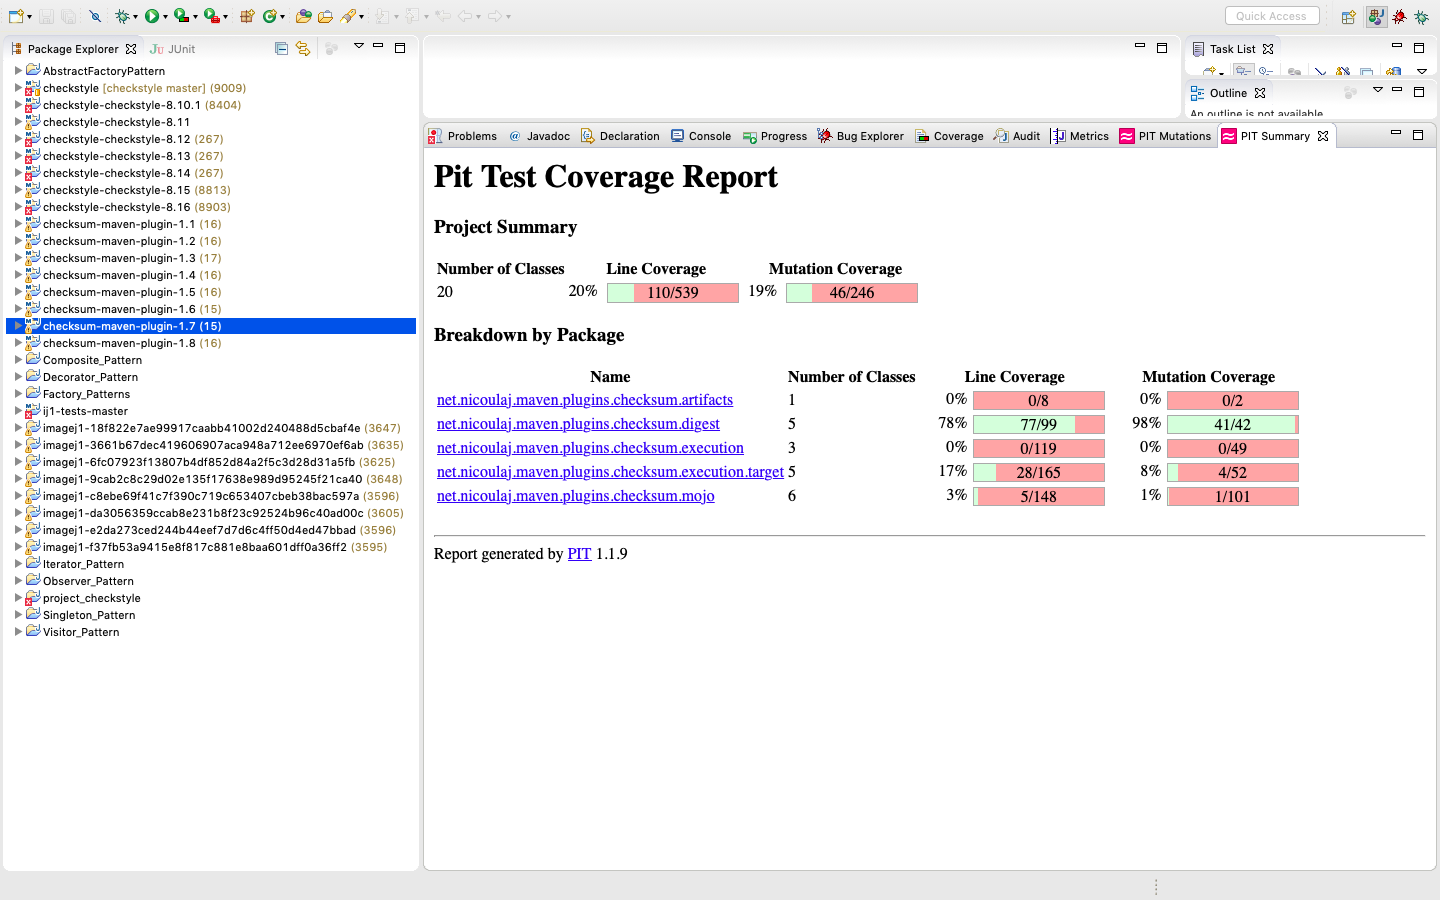 Quick Access
Package Explorer
JUnit
AbstractFactoryPattern
checkstyle [checkstyle master] (9009)
checkstyle-checkstyle-8.10.1 (8404)
checkstyle-checkstyle-8.11
checkstyle-checkstyle-8.12 (267)
checkstyle-checkstyle-8.13 (267)
checkstyle-checkstyle-8.14 (267)
checkstyle-checkstyle-8.15 (8813)
checkstyle-checkstyle-8.16 (8903)
checksum-maven-plugin-1.1 (16)
checksum-maven-plugin-1.2 (16)
checksum-maven-plugin-1.3 (17)
checksum-maven-plugin-1.4 (16)
checksum-maven-plugin-1.5 (16)
checksum-maven-plugin-1.6 (15)
checksum-maven-plugin-1.7 (15)
checksum-maven-plugin-1.8 (16)
Composite_Pattern
Decorator_Pattern
Factory_Patterns
ij1-tests-master
imagej1-18f822e7ae99917caabb41002d240488d5cbaf4e (3647)
imagej1-3661b67dec419606907aca948a712ee6970ef6ab (3635)
imagej1-6fc07923f13807b4df852d84a2f5c3d28d31a5fb (3625)
imagej1-9cab2c8c29d02e135f17638e989d95245f21ca40 (3648)
imagej1-c8ebe69f41c7f390c719c653407cbeb38bac597a (3596)
imagej1-da3056359ccab8e231b8f23c92524b96c40ad00c (3605)
imagej1-e2da273ced244b44eef7d7d6c4ff50d4ed47bbad (3596)
imagej1-f37fb53a9415e8f817c881e8baa601dff0a36ff2 (3595)
Iterator_Pattern
Observer_Pattern
project_checkstyle
Singleton_Pattern
Visitor_Pattern
Task List
Outline
An outline is not available.
Problems @ Javadoc Declaration Console Progress Bug Explorer Coverage Audit Metrics PIT Mutations PIT Summary
Pit Test Coverage Report
Project Summary
Number of Classes Line Coverage Mutation Coverage
20 20% 110/539 19% 46/246
Breakdown by Package
Name Number of Classes Line Coverage Mutation Coverage
net.nicoulaj.maven.plugins.checksum.artifacts 1 0% 0/8 0% 0/2
net.nicoulaj.maven.plugins.checksum.digest 5 78% 77/99 98% 41/42
net.nicoulaj.maven.plugins.checksum.execution 3 0% 0/119 0% 0/49
net.nicoulaj.maven.plugins.checksum.execution.target 5 17% 28/165 8% 4/52
net.nicoulaj.maven.plugins.checksum.mojo 6 3% 5/148 1% 1/101
Report generated by PIT 1.1.9